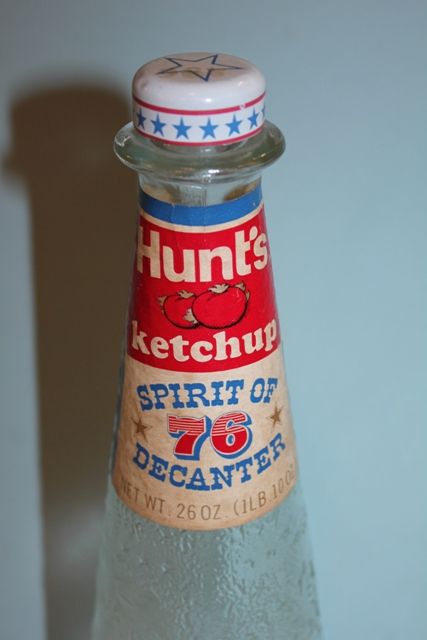 Hunt's
ketchup
SPIRIT OF
76
DECANTER
NET WT. 26 OZ. (1LB. 10 OZ